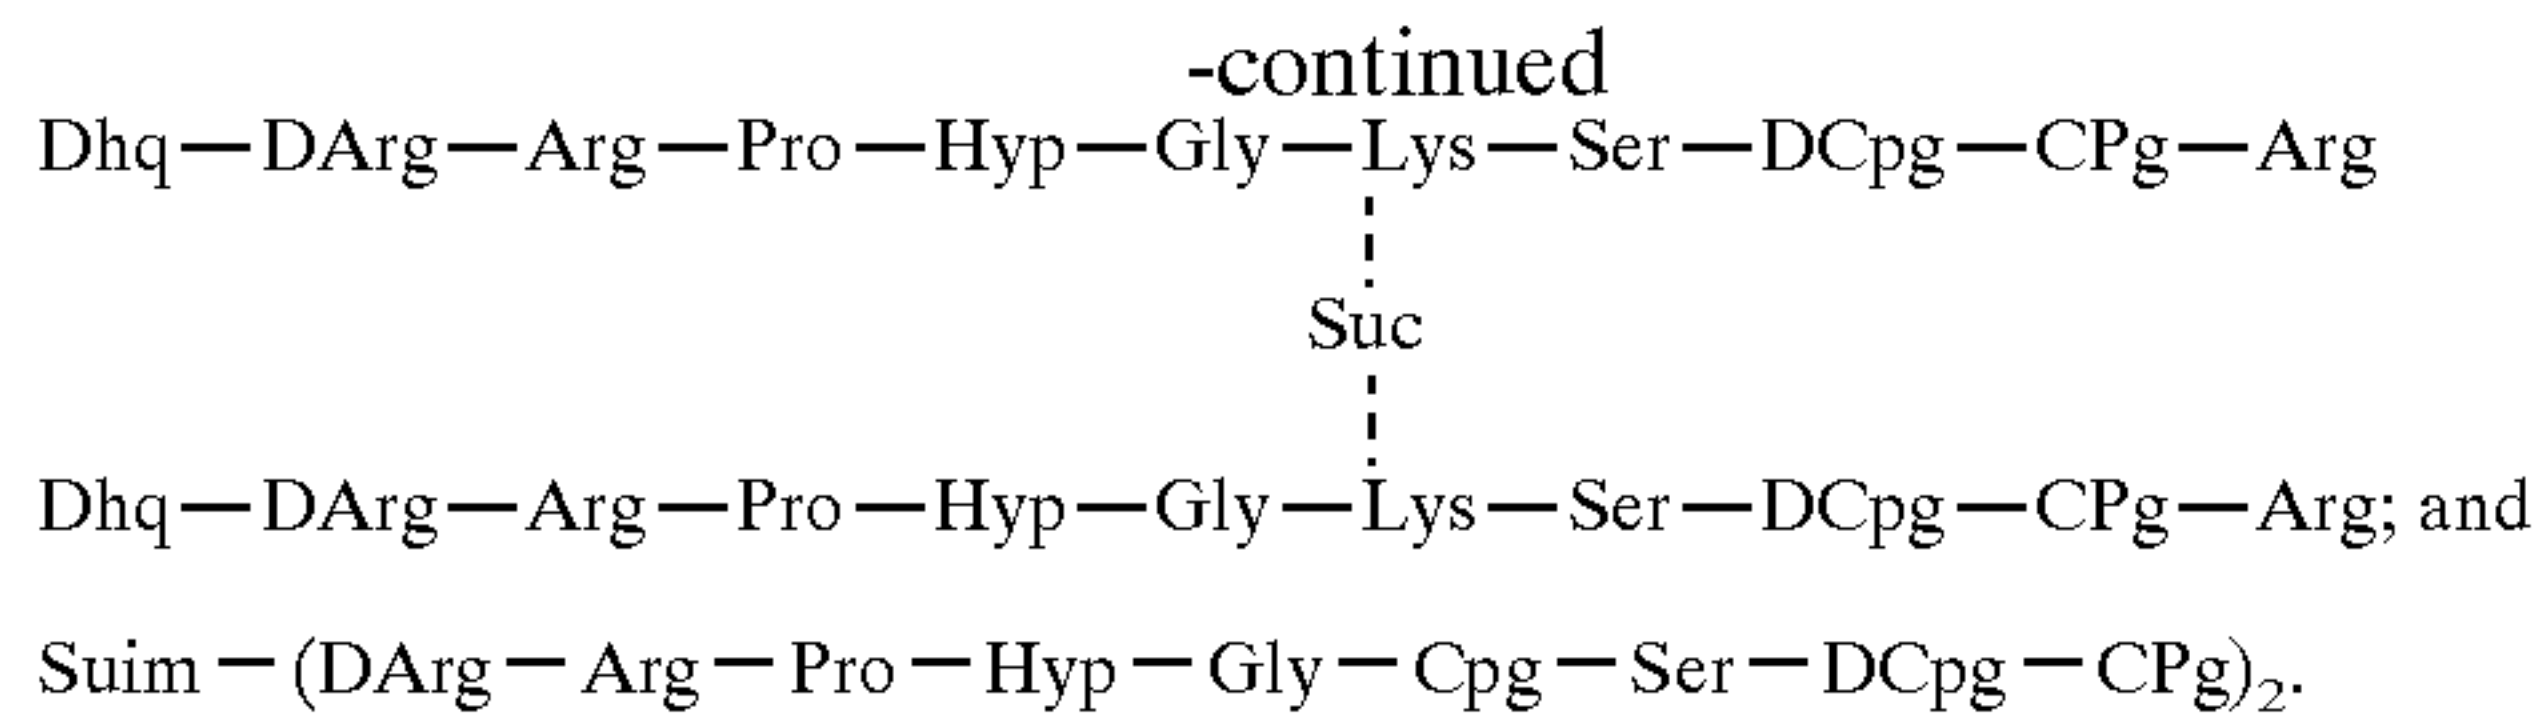 -continued
Dhq—DArg—Arg—Pro—Hyp—Gly—Lys—Ser—DCpg—CPg—Arg
Suc
Dhq—DArg—Arg—Pro—Hyp—Gly—Lys—Ser—DCpg—CPg—Arg; and
Suim—(DArg—Arg—Pro—Hyp—Gly—Cpg—Ser—DCpg—CPg)₂.